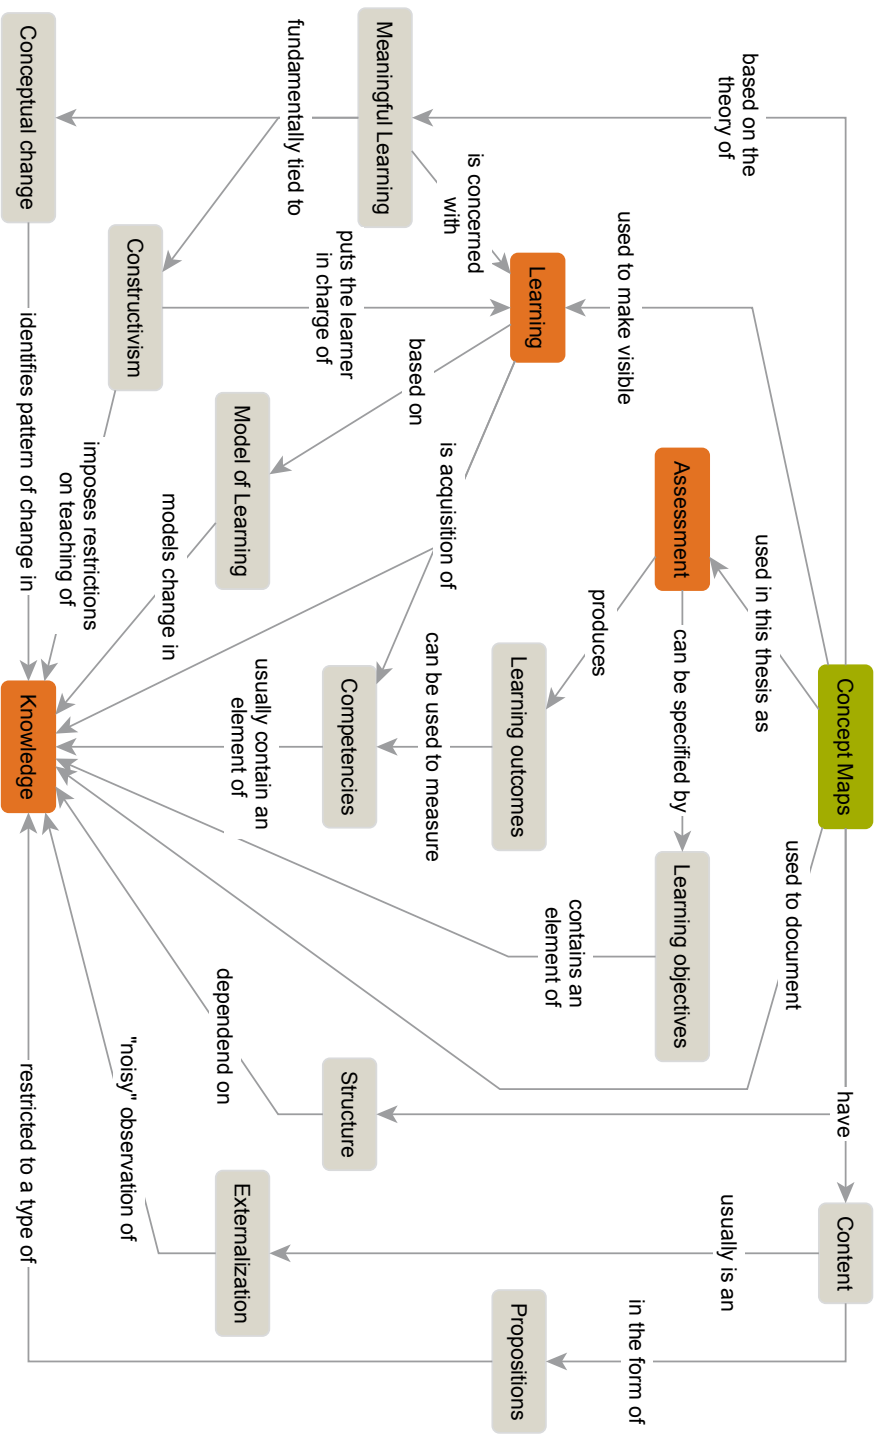 Concept Maps
based on the
theory of
used to make visible
used in this thesis as
used to document
have
Content
usually is an
in the form of
Assessment
can be specified by
Learning objectives
produces
contains an
element of
Meaningful Learning
is concerned
with
Learning
Learning outcomes
Propositions
fundamentally tied to
puts the learner
in charge of
based on
is acquisition of
can be used to measure
Competencies
Structure
Model of Learning
usually contain an
element of
dependend on
Externalization
Constructivism
models change in
"noisy" observation of
imposes restrictions
on teaching of
Conceptual change
identifies pattern of change in
Knowledge
restricted to a type of